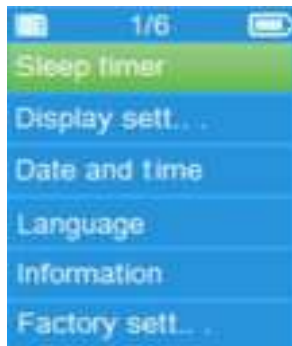 1/6
Sleep timer
Display sett.. .
Date and time
Language
Information
Factory sett.. .